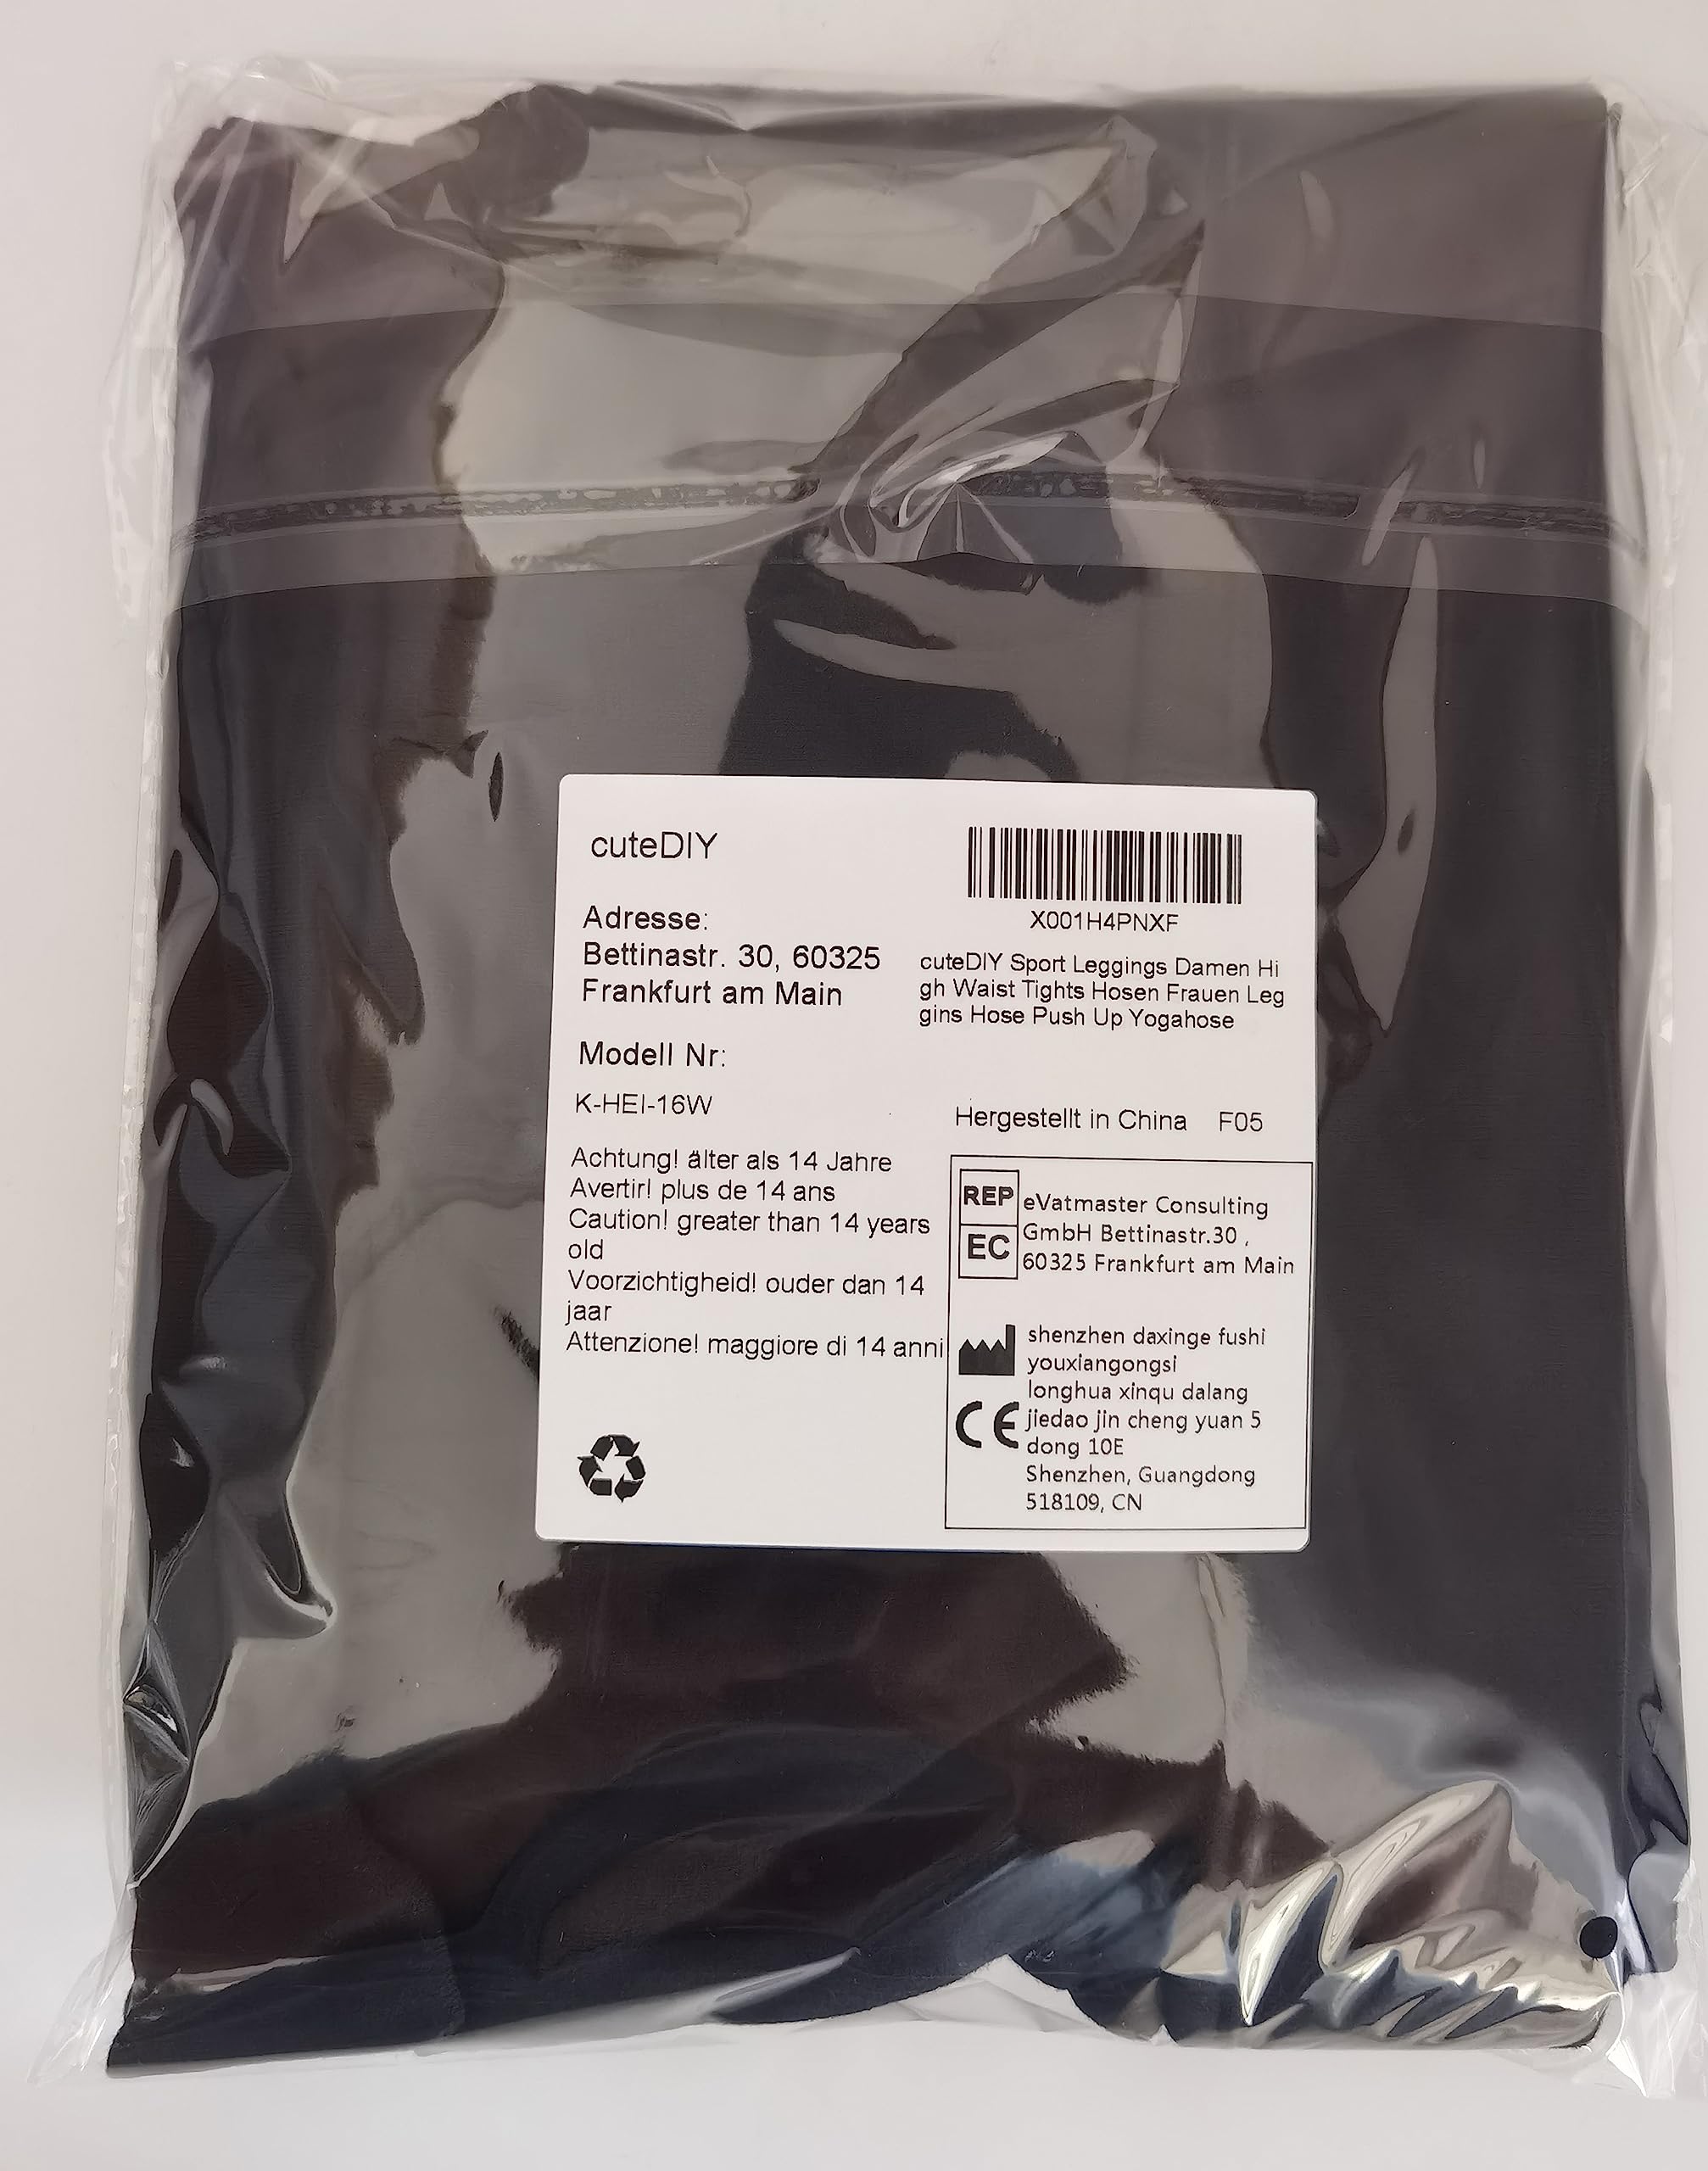 cuteDIY
Adresse:
Bettinastr. 30, 60325
Frankfurt am Main
Modell Nr:
K-HEI-16W
Achtung! älter als 14 Jahre
Avertir! plus de 14 ans
Caution! greater than 14 years
old
Voorzichtigheid! ouder dan 14
jaar
Attenzione! maggiore di 14 anni
X001H4PNXF
cuteDIY Sport Leggings Damen Hi
gh Waist Tights Hosen Frauen Leg
gins Hose Push Up Yogahose
Hergestellt in China F05
REP
EC
eVatmaster Consulting
GmbH Bettinastr.30 ,
60325 Frankfurt am Main
shenzhen daxinge fushi
youxiangongsi
longhua xinqu dalang
CE
jiedao jin cheng yuan 5
dong 10E
Shenzhen, Guangdong
518109, CN